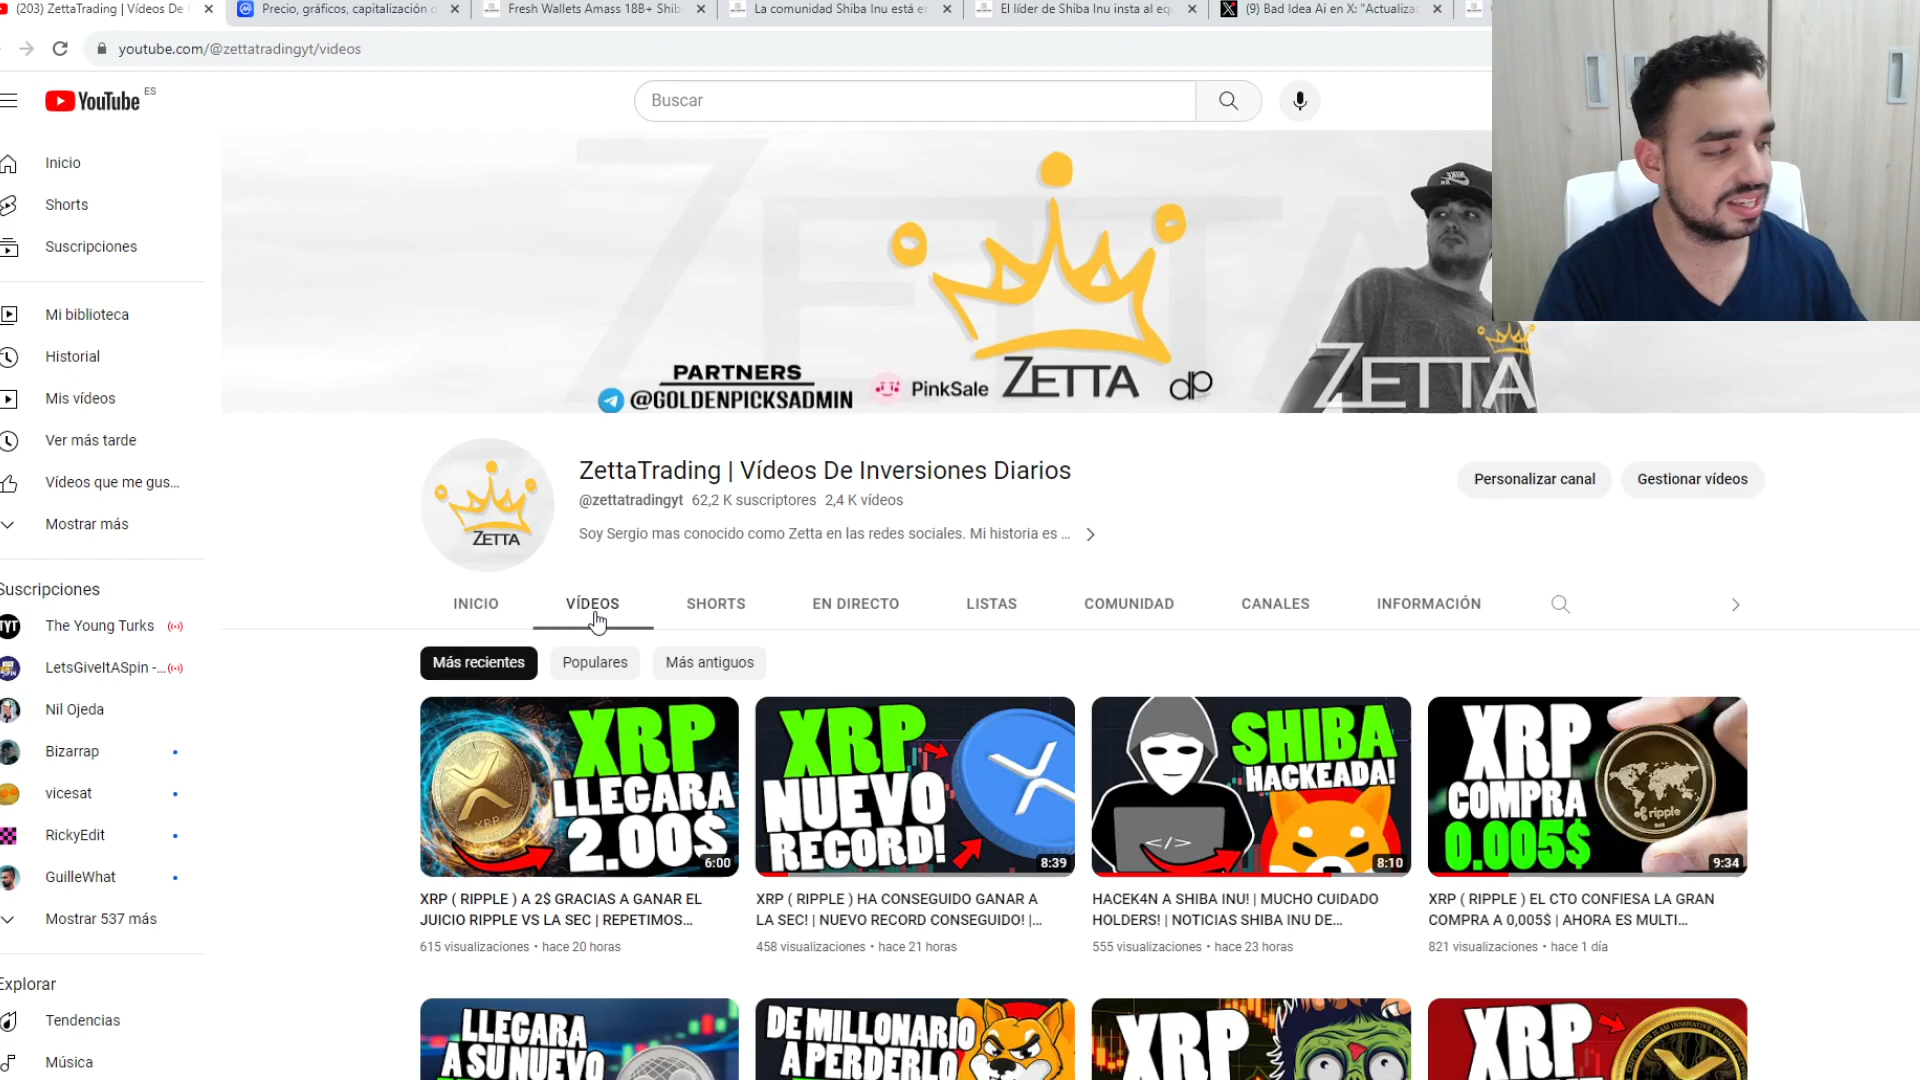 (203) ZettaTrading | Vídeos De
Precio, gráficos, capitalización d
Fresh Wallets Amass 18B+ Shib
La comunidad Shiba Inu está en
El líder de Shiba Inu insta al equ
(9) Bad Idea Ai en X: "Actualiza
youtube.com/@zettatradingyt/videos
YouTube ES
Buscar
Inicio
Shorts
Suscripciones
Mi biblioteca
Historial
Mis vídeos
Ver más tarde
Vídeos que me gus...
Mostrar más
Suscripciones
The Young Turks
LetsGiveItASpin -...
Nil Ojeda
Bizarrap
vicesat
RickyEdit
GuilleWhat
Mostrar 537 más
Explorar
Tendencias
Música
ZETTA
PARTNERS
@GOLDENPICKSADMIN
PinkSale
ZETTA
dp
ZETTA
ZETTA
ZettaTrading | Vídeos De Inversiones Diarios
@zettatradingyt 62,2 K suscriptores 2,4 K vídeos
Soy Sergio mas conocido como Zetta en las redes sociales. Mi historia es ...
Personalizar canal
Gestionar vídeos
INICIO
VÍDEOS
SHORTS
EN DIRECTO
LISTAS
COMUNIDAD
CANALES
INFORMACIÓN
Más recientes
Populares
Más antiguos
XRP
LLEGARA
2.00$
XRP
6:00
XRP ( RIPPLE ) A 2$ GRACIAS A GANAR EL
JUICIO RIPPLE VS LA SEC | REPETIMOS...
615 visualizaciones • hace 20 horas
XRP
NUEVO
RECORD!
8:39
XRP ( RIPPLE ) HA CONSEGUIDO GANAR A
LA SEC! | NUEVO RECORD CONSEGUIDO! |...
458 visualizaciones • hace 21 horas
SHIBA
HACKEADA!
</>
8:10
HACEK4N A SHIBA INU! | MUCHO CUIDADO
HOLDERS! | NOTICIAS SHIBA INU DE...
555 visualizaciones • hace 23 horas
XRP
COMPRA
0.005$
ripple
9:34
XRP ( RIPPLE ) EL CTO CONFIESA LA GRAN
COMPRA A 0,005$ | AHORA ES MULTI...
821 visualizaciones • hace 1 día
LLEGARA
A SU NUEVO
DE MILLONARIO
A PERDERLO
XRP
XRP